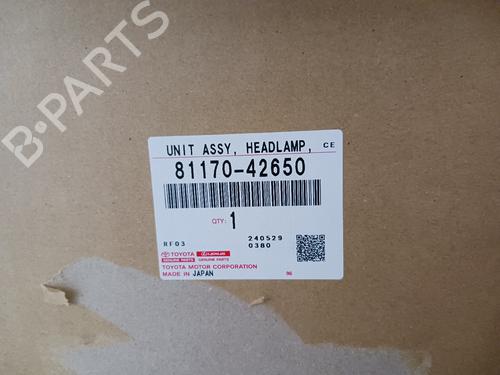 B-PARTS
UNIT ASSY, HEADLAMP, CE
81170-42650
QTY: 1
RF03
240529
0380
TOYOTA LEXUS
GENUINE PARTS GENUINE PARTS
TOYOTA MOTOR CORPORATION
MADE IN JAPAN
96